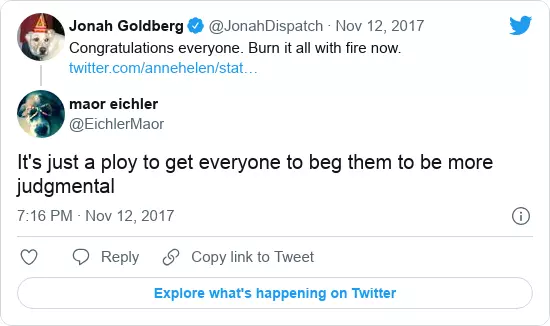 Jonah Goldberg @JonahDispatch · Nov 12, 2017
Congratulations everyone. Burn it all with fire now.
twitter.com/annehelen/stat…
maor eichler
@EichlerMaor
It's just a ploy to get everyone to beg them to be more
judgmental
7:16 PM · Nov 12, 2017
Reply Copy link to Tweet
Explore what's happening on Twitter